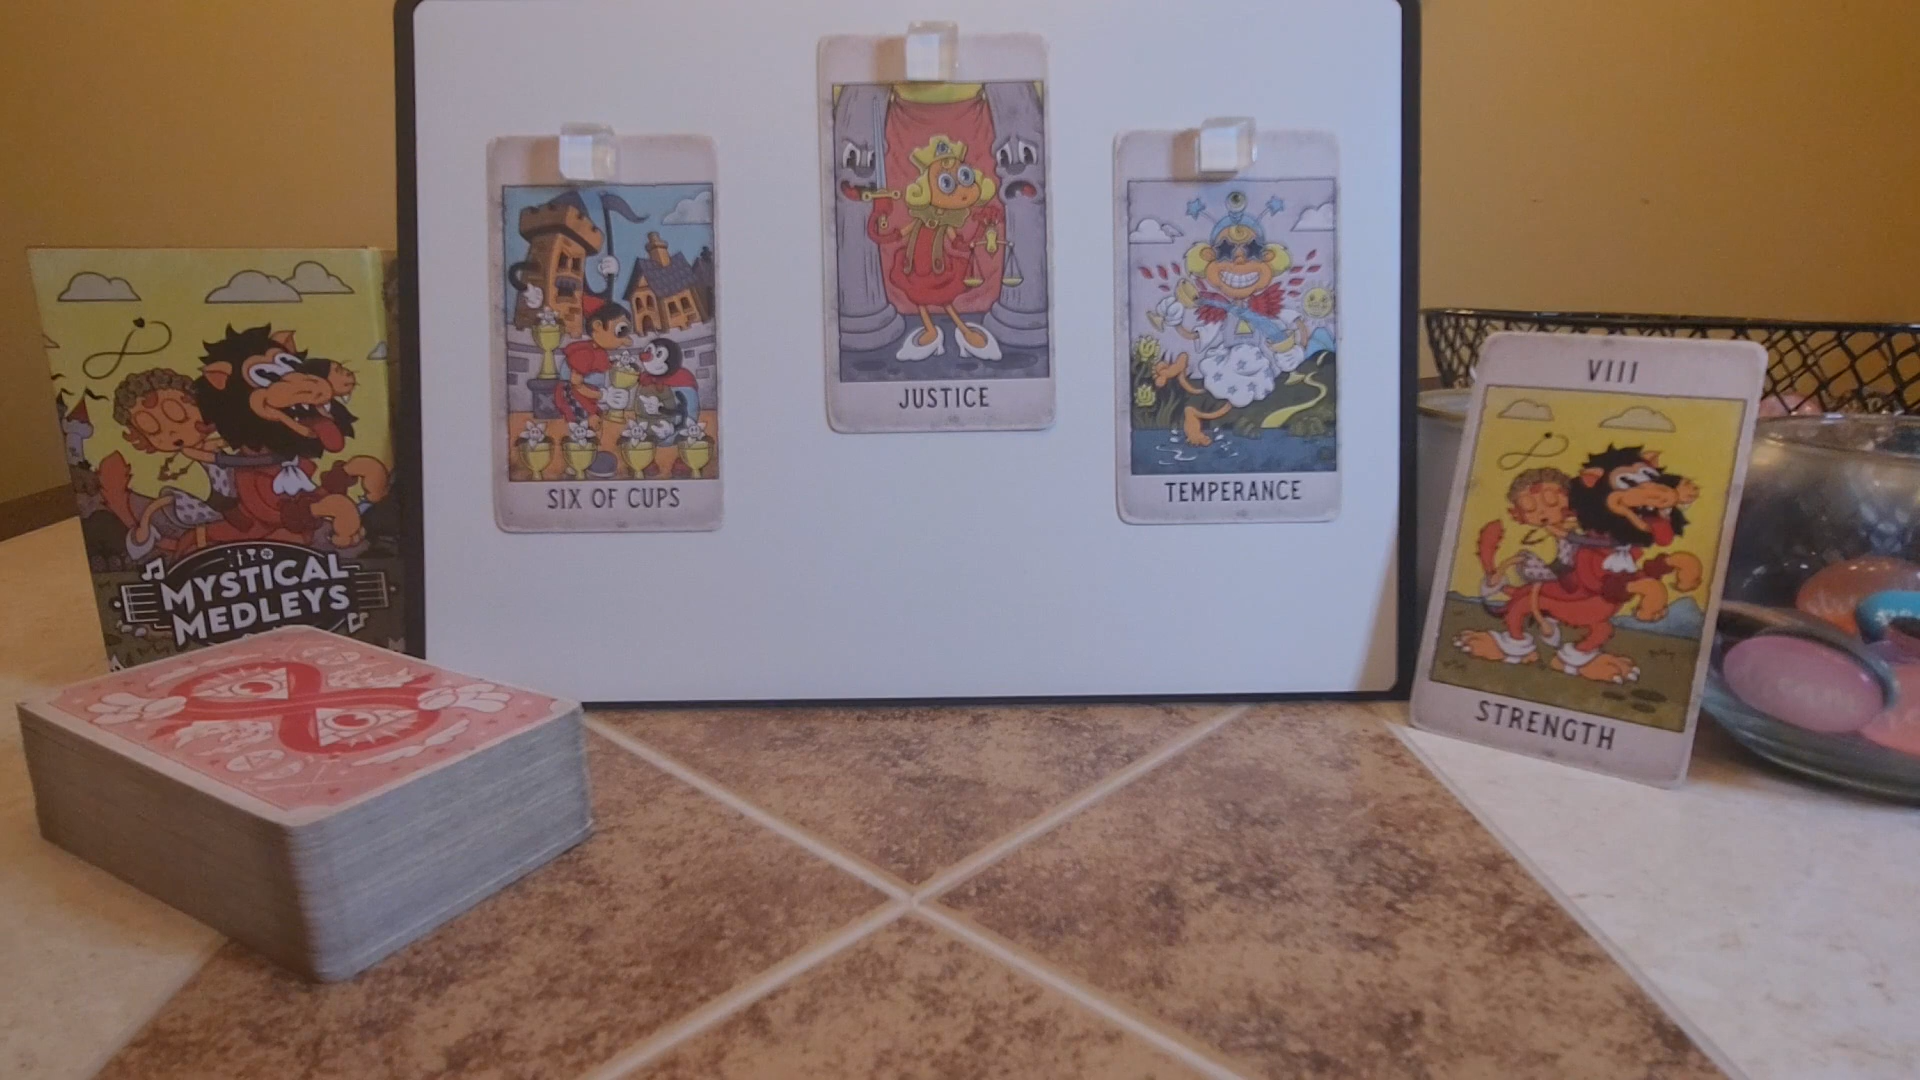 MYSTICAL
MEDLEYS
SIX OF CUPS
JUSTICE
TEMPERANCE
VIII
STRENGTH